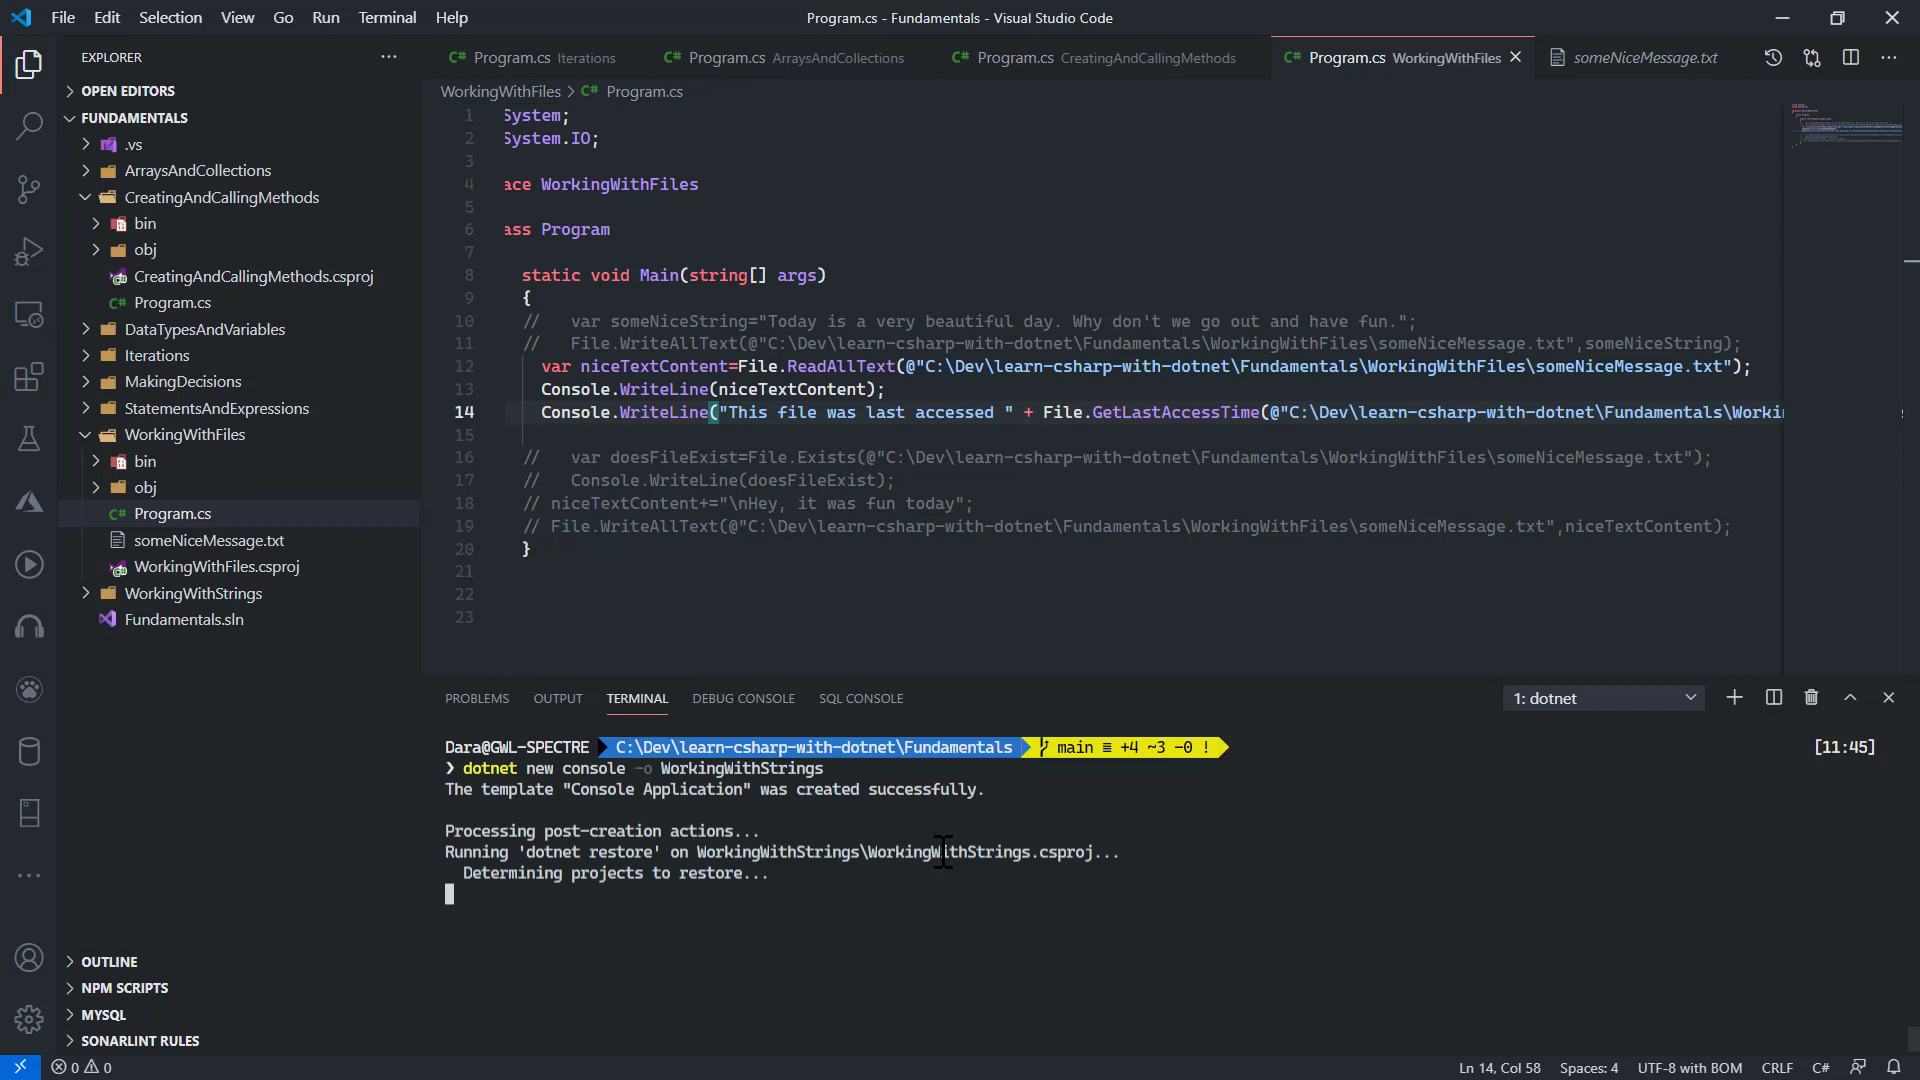 File Edit Selection View Go Run Terminal Help
Program.cs - Fundamentals - Visual Studio Code
EXPLORER
OPEN EDITORS
FUNDAMENTALS
.vs
ArraysAndCollections
CreatingAndCallingMethods
bin
obj
CreatingAndCallingMethods.csproj
C# Program.cs
DataTypesAndVariables
Iterations
MakingDecisions
StatementsAndExpressions
WorkingWithFiles
bin
obj
C# Program.cs
someNiceMessage.txt
WorkingWithFiles.csproj
WorkingWithStrings
Fundamentals.sln
OUTLINE
NPM SCRIPTS
MYSQL
SONARLINT RULES
C# Program.cs Iterations
C# Program.cs ArraysAndCollections
C# Program.cs CreatingAndCallingMethods
C# Program.cs WorkingWithFiles
someNiceMessage.txt
WorkingWithFiles > C# Program.cs
1 System;
2 System.IO;
3
4 ace WorkingWithFiles
5
6 ass Program
7
8 static void Main(string[] args)
9 {
10 //   var someNiceString="Today is a very beautiful day. Why don't we go out and have fun.";
11 //   File.WriteAllText(@"C:\Dev\learn-csharp-with-dotnet\Fundamentals\WorkingWithFiles\someNiceMessage.txt",someNiceString);
12 var niceTextContent=File.ReadAllText(@"C:\Dev\learn-csharp-with-dotnet\Fundamentals\WorkingWithFiles\someNiceMessage.txt");
13 Console.WriteLine(niceTextContent);
14 Console.WriteLine("This file was last accessed " + File.GetLastAccessTime(@"C:\Dev\learn-csharp-with-dotnet\Fundamentals\Worki
15
16 //   var doesFileExist=File.Exists(@"C:\Dev\learn-csharp-with-dotnet\Fundamentals\WorkingWithFiles\someNiceMessage.txt");
17 //   Console.WriteLine(doesFileExist);
18 // niceTextContent+="\nHey, it was fun today";
19 // File.WriteAllText(@"C:\Dev\learn-csharp-with-dotnet\Fundamentals\WorkingWithFiles\someNiceMessage.txt",niceTextContent);
20 }
21
22
23
PROBLEMS OUTPUT TERMINAL DEBUG CONSOLE SQL CONSOLE
1: dotnet
Dara@GWL-SPECTRE C:\Dev\learn-csharp-with-dotnet\Fundamentals main ≡ +4 ~3 -0 ! [11:45]
❯ dotnet new console -o WorkingWithStrings
The template "Console Application" was created successfully.
Processing post-creation actions...
Running 'dotnet restore' on WorkingWithStrings\WorkingWithStrings.csproj...
Determining projects to restore...
0 0
Ln 14, Col 58 Spaces: 4 UTF-8 with BOM CRLF C#